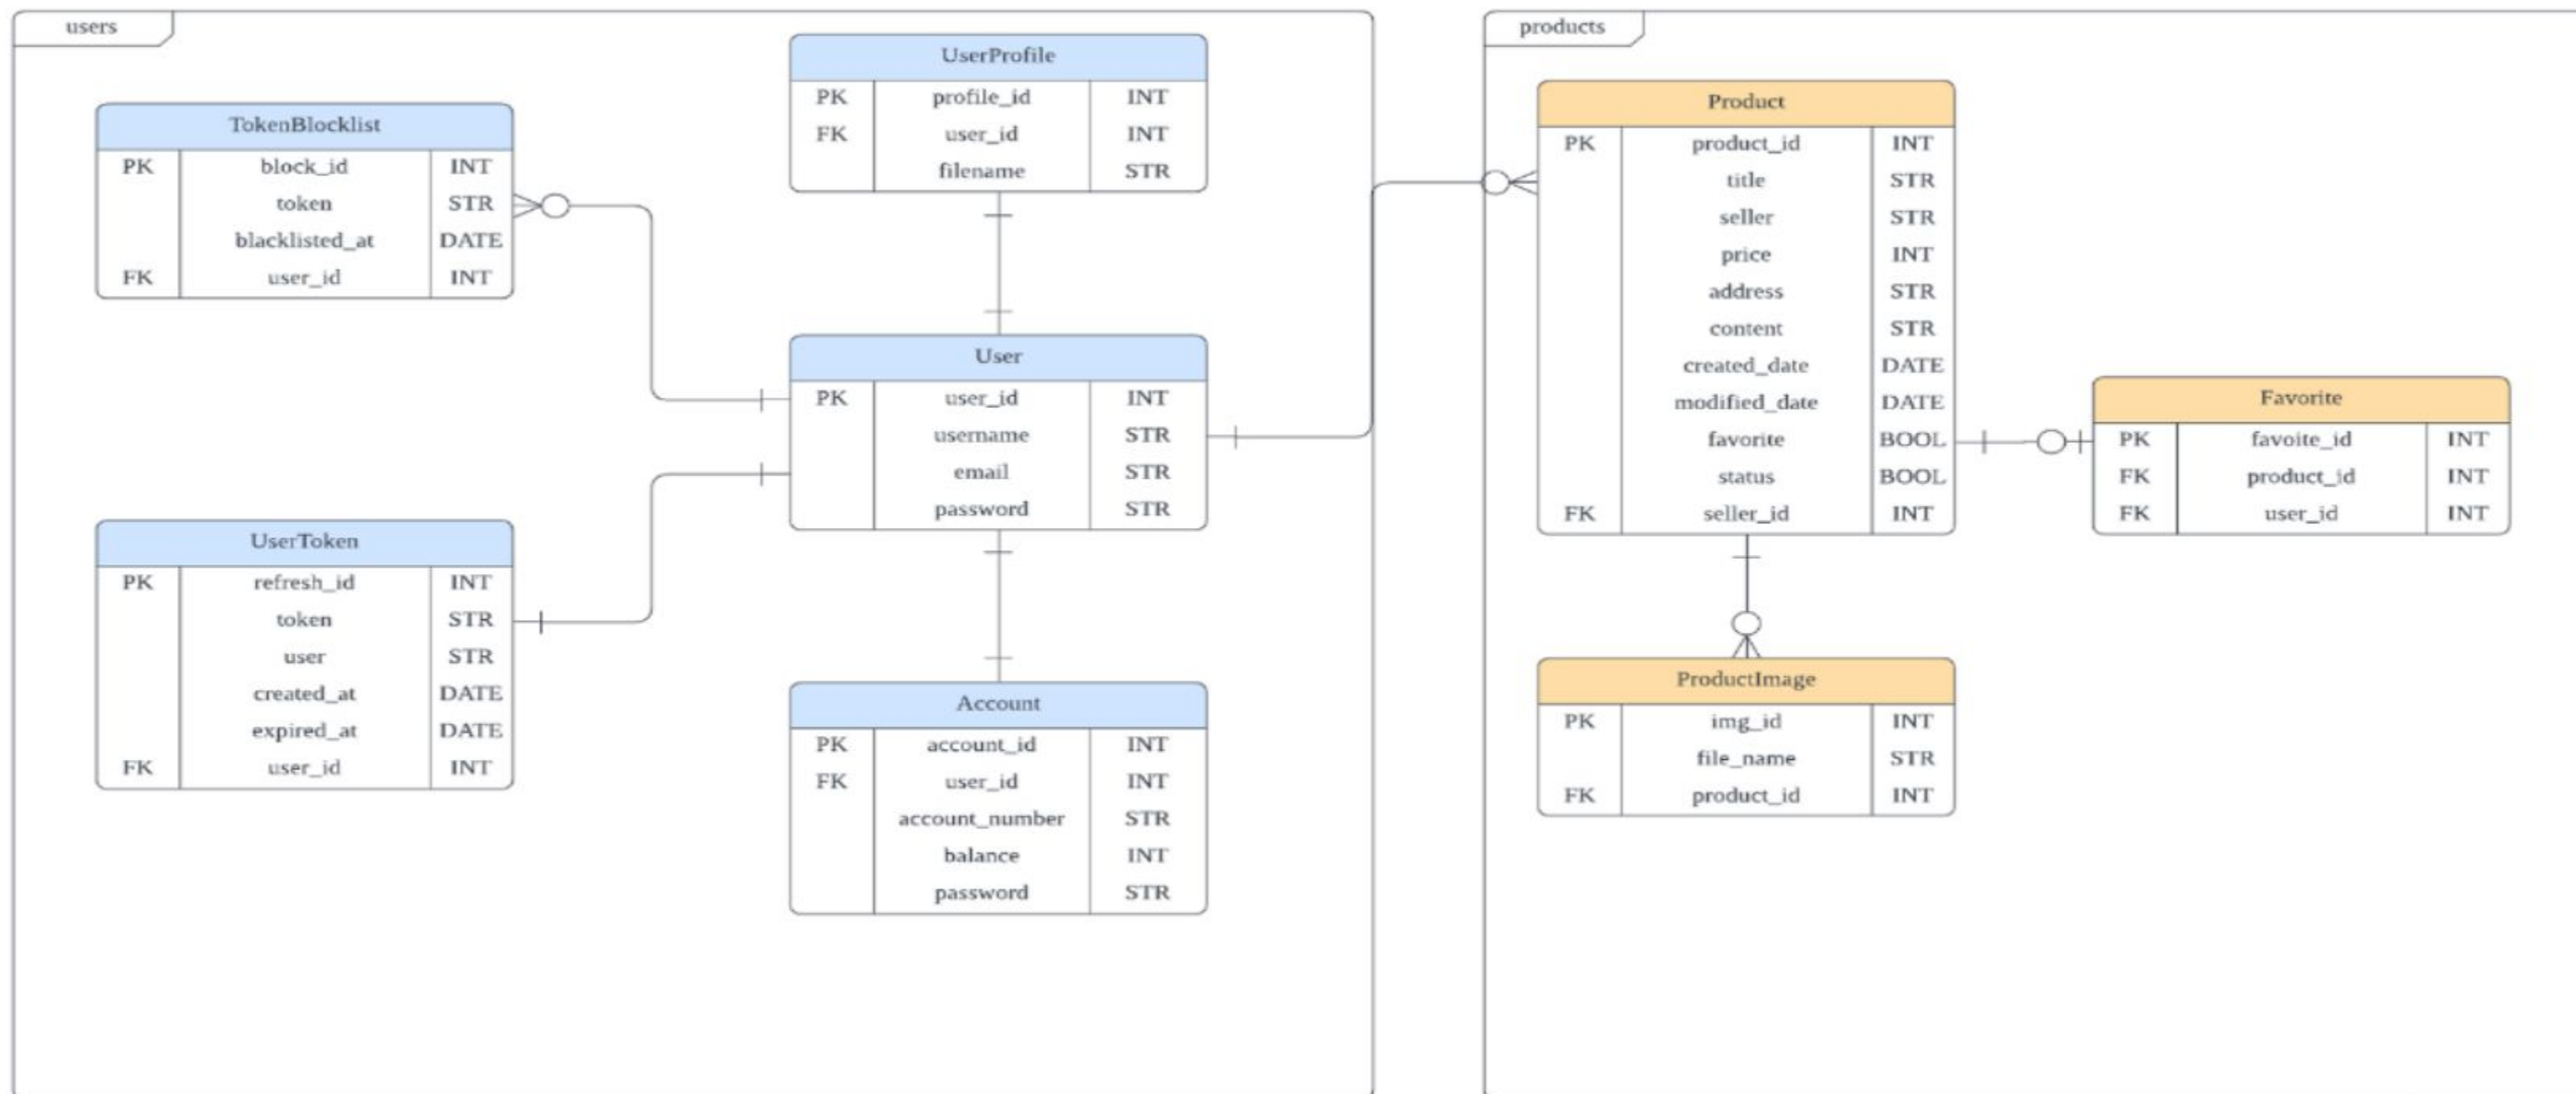 users
TokenBlocklist
PK block_id INT
token STR
blacklisted_at DATE
FK user_id INT
UserToken
PK refresh_id INT
token STR
user STR
created_at DATE
expired_at DATE
FK user_id INT
UserProfile
PK profile_id INT
FK user_id INT
filename STR
User
PK user_id INT
username STR
email STR
password STR
Account
PK account_id INT
FK user_id INT
account_number STR
balance INT
password STR
products
Product
PK product_id INT
title STR
seller STR
price INT
address STR
content STR
created_date DATE
modified_date DATE
favorite BOOL
status BOOL
FK seller_id INT
ProductImage
PK img_id INT
file_name STR
FK product_id INT
Favorite
PK favoite_id INT
FK product_id INT
FK user_id INT